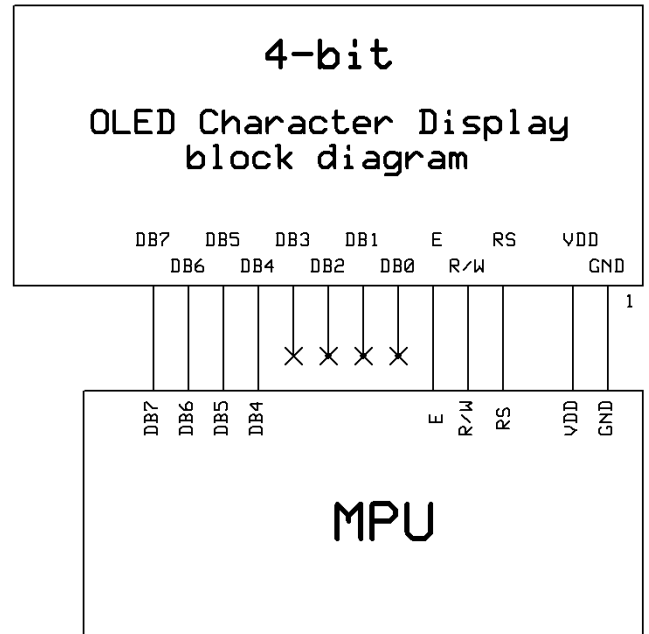 4-bit
OLED Character Display
block diagram
DB7 DB5 DB3 DB1 E RS VDD
DB6 DB4 DB2 DB0 R/W GND
1
DB7 DB6 DB5 DB4 E R/W RS VDD GND
MPU